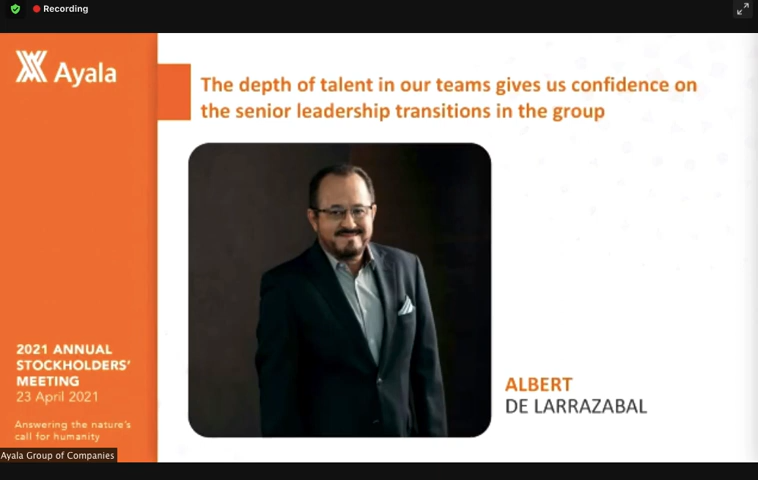 Recording
Ayala
The depth of talent in our teams gives us confidence on
the senior leadership transitions in the group
ALBERT
DE LARRAZABAL
2021 ANNUAL
STOCKHOLDERS'
MEETING
23 April 2021
Answering the nature's
call for humanity
Ayala Group of Companies